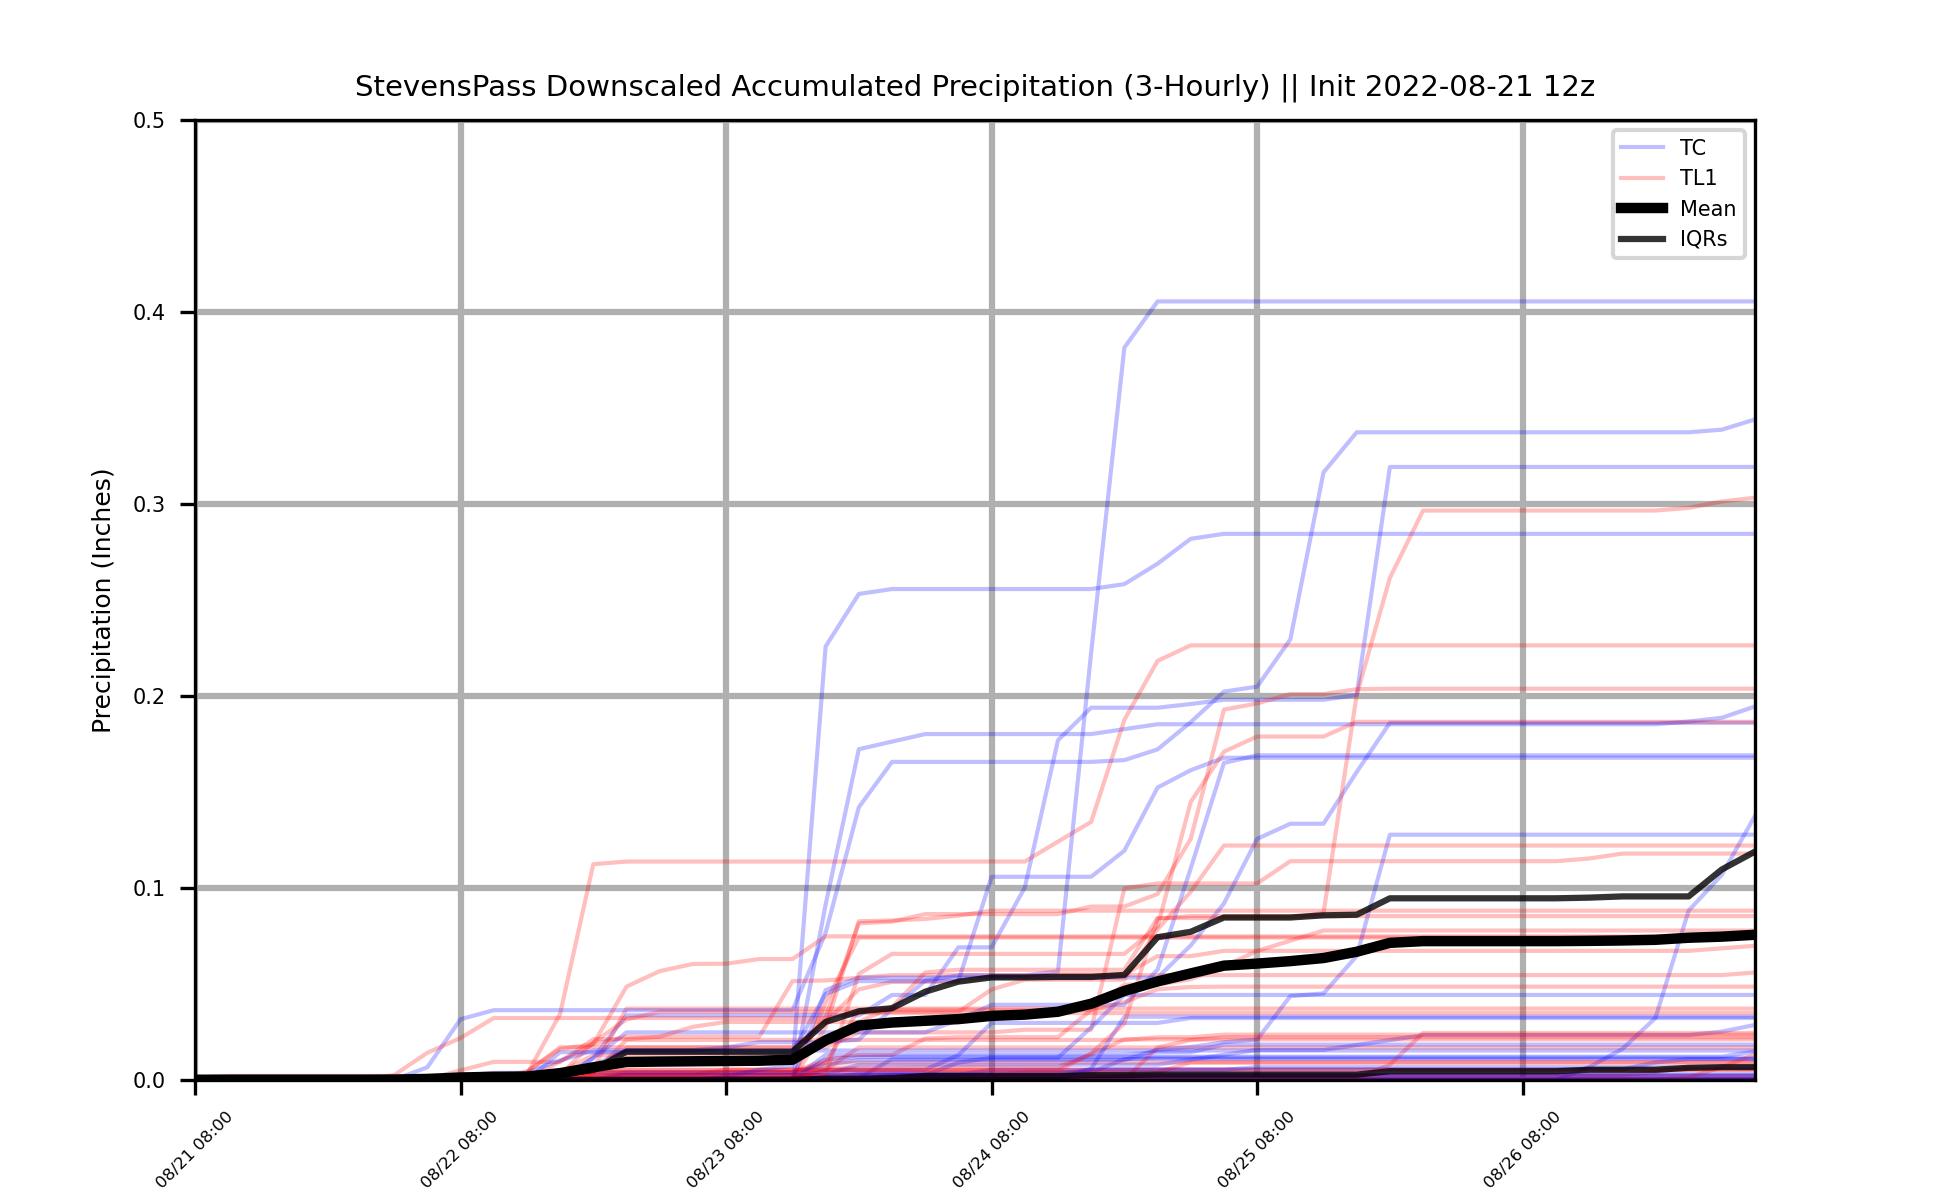 StevensPass Downscaled Accumulated Precipitation (3-Hourly) || Init 2022-08-21 12z
0.5
0.4
0.3
0.2
0.1
0.0
Precipitation (Inches)
TC
TL1
Mean
IQRs
08/21 08:00
08/22 08:00
08/23 08:00
08/24 08:00
08/25 08:00
08/26 08:00